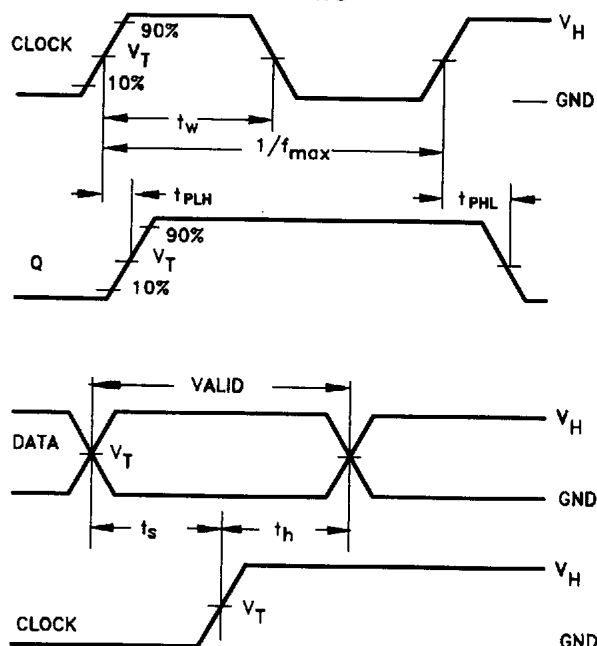 90%
V_H
CLOCK
V_T
10%
GND
t_w
1/f_max
t_PLH
t_PHL
90%
Q
V_T
10%
VALID
V_H
DATA
V_T
GND
t_s
t_h
V_H
V_T
CLOCK
GND